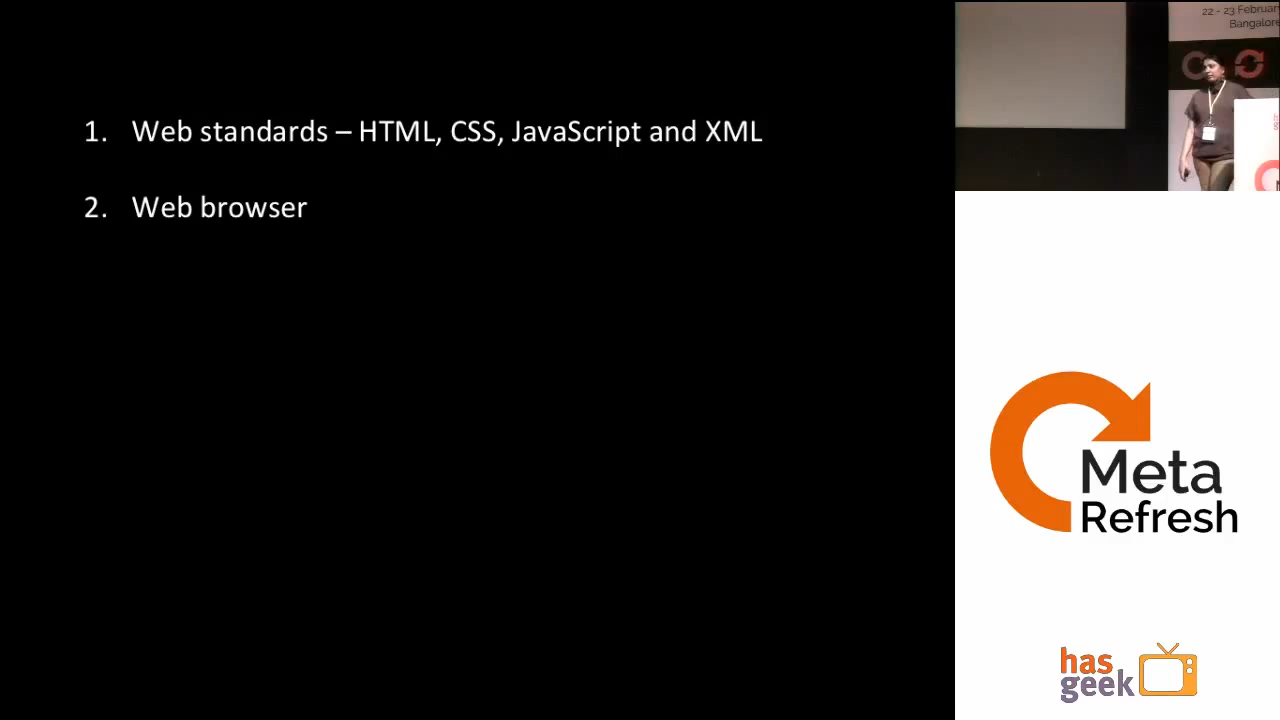 1. Web standards – HTML, CSS, JavaScript and XML
2. Web browser
22 - 23 February
Bangalore
Meta
Refresh
has
geek